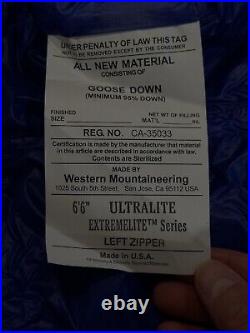 UNDER PENALTY OF LAW THIS TAG
NOT TO BE REMOVED EXCEPT BY THE CONSUMER
ALL NEW MATERIAL
CONSISTING OF
GOOSE DOWN
(MINIMUM 95% DOWN)
FINISHED SIZE
NET WT OF FILLING MAT'L
REG. NO. CA-35033
Certification is made by the manufacturer that material
in this article are described in accordance with law.
Contents are Sterilized
MADE BY
Western Mountaineering
1025 South 5th Street San Jose, CA 95112 USA
6'6" ULTRALITE
EXTREMELITE™ Series
LEFT ZIPPER
Made in U.S.A.
vintageoutdooritems.com